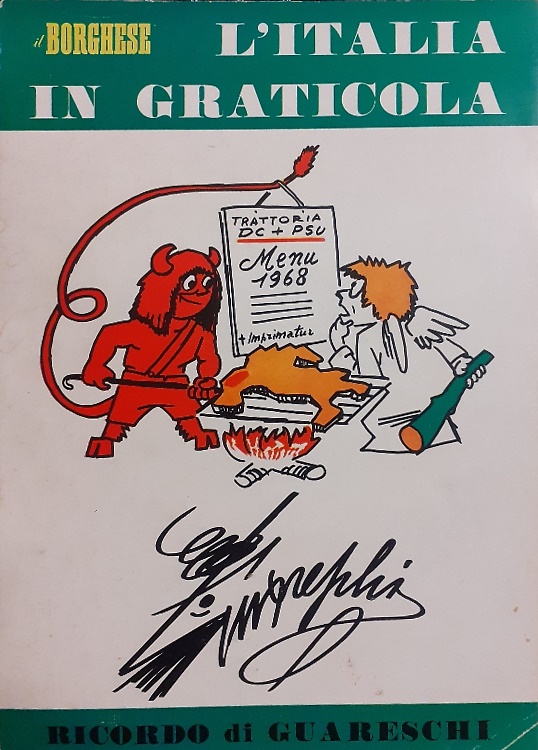 il BORGHESE
L'ITALIA
IN GRATICOLA
TRATTORIA
DC + PSU
Menu
1968
+ Imprimatur
RICORDO di GUARESCHI